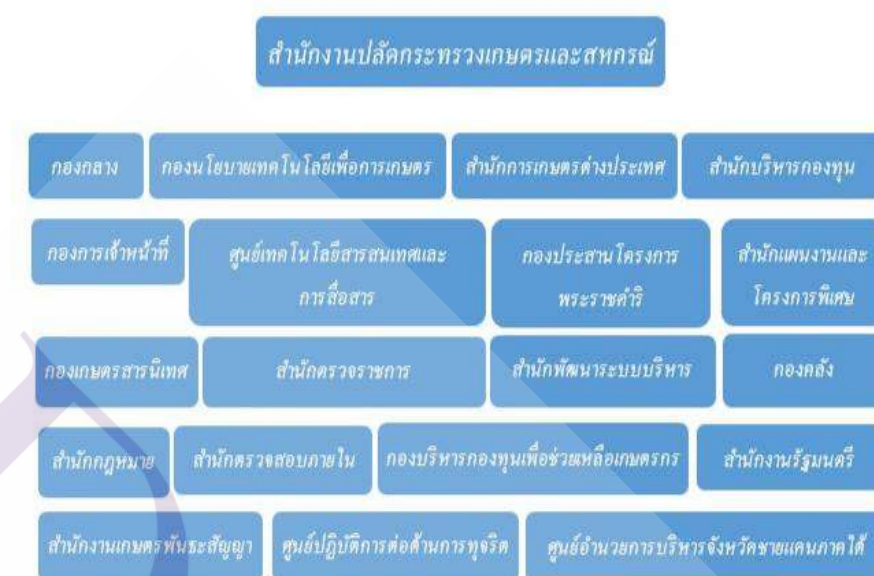 สำนักงานปลัดกระทรวงเกษตรและสหกรณ์
กองกลาง
กองนโยบายเทคโนโลยีเพื่อการเกษตร
สำนักการเกษตรต่างประเทศ
สำนักบริหารกองทุน
กองการเจ้าหน้าที่
ศูนย์เทคโนโลยีสารสนเทศและ
การสื่อสาร
กองประสานโครงการ
พระราชดำริ
สำนักแผนงานและ
โครงการพิเศษ
กองเกษตรสารนิเทศ
สำนักตรวจราชการ
สำนักพัฒนาระบบบริหาร
กองคลัง
สำนักกฎหมาย
สำนักตรวจสอบภายใน
กองบริหารกองทุนเพื่อช่วยเหลือเกษตรกร
สำนักงานรัฐมนตรี
สำนักงานเกษตรพันธะสัญญา
ศูนย์ปฏิบัติการต่อต้านการทุจริต
ศูนย์อำนวยการบริหารจังหวัดชายแดนภาคใต้